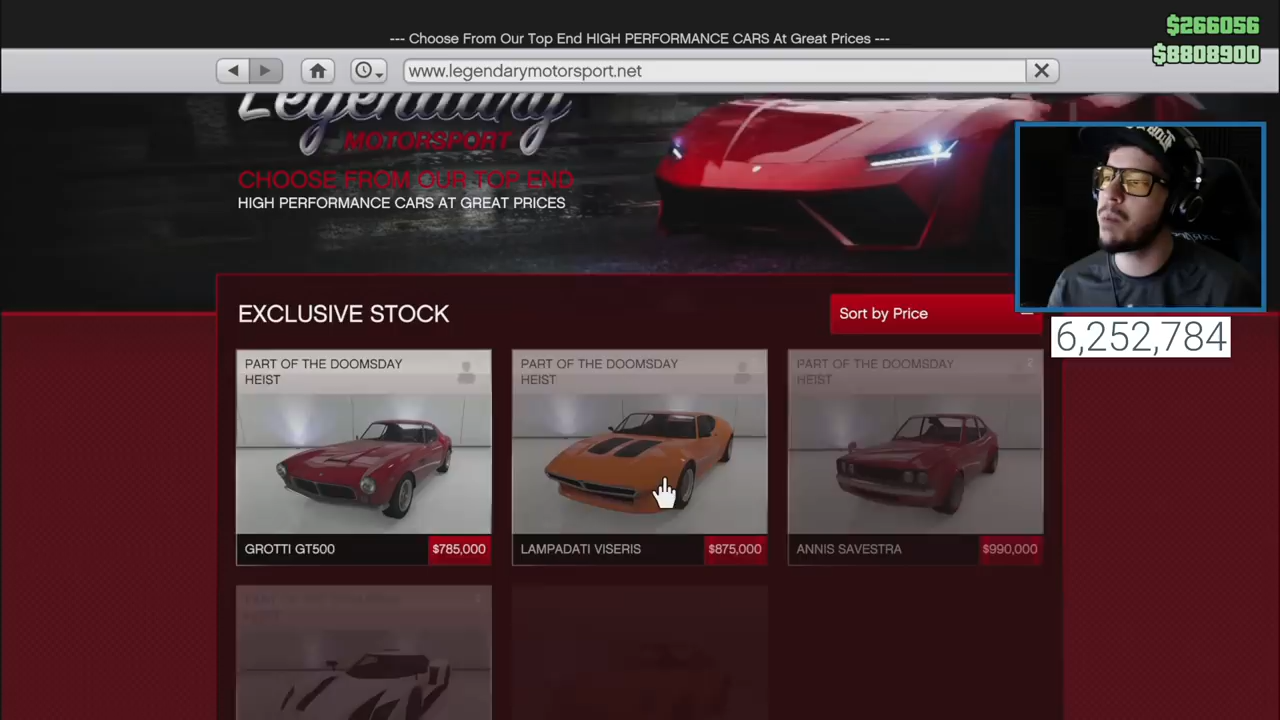 $266056
--- Choose From Our Top End HIGH PERFORMANCE CARS At Great Prices ---
$8808900
www.legendarymotorsport.net
Legendary
MOTORSPORT
CHOOSE FROM OUR TOP END
HIGH PERFORMANCE CARS AT GREAT PRICES
EXCLUSIVE STOCK
Sort by Price
6,252,784
PART OF THE DOOMSDAY
HEIST
GROTTI GT500
$785,000
PART OF THE DOOMSDAY
HEIST
LAMPADATI VISERIS
$875,000
PART OF THE DOOMSDAY
HEIST
2
ANNIS SAVESTRA
$990,000